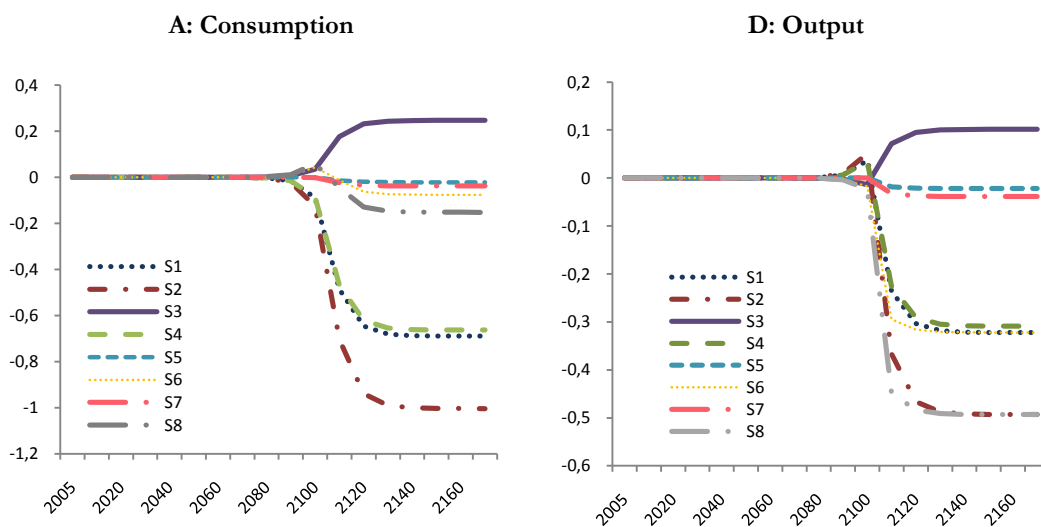 A: Consumption
0,4
0,2
0
-0,2
-0,4
-0,6
-0,8
-1
-1,2
S1
S2
S3
S4
S5
S6
S7
S8
2005
2020
2040
2060
2080
2100
2120
2140
2160
D: Output
0,2
0,1
0
-0,1
-0,2
-0,3
-0,4
-0,5
-0,6
S1
S2
S3
S4
S5
S6
S7
S8
2005
2020
2040
2060
2080
2100
2120
2140
2160